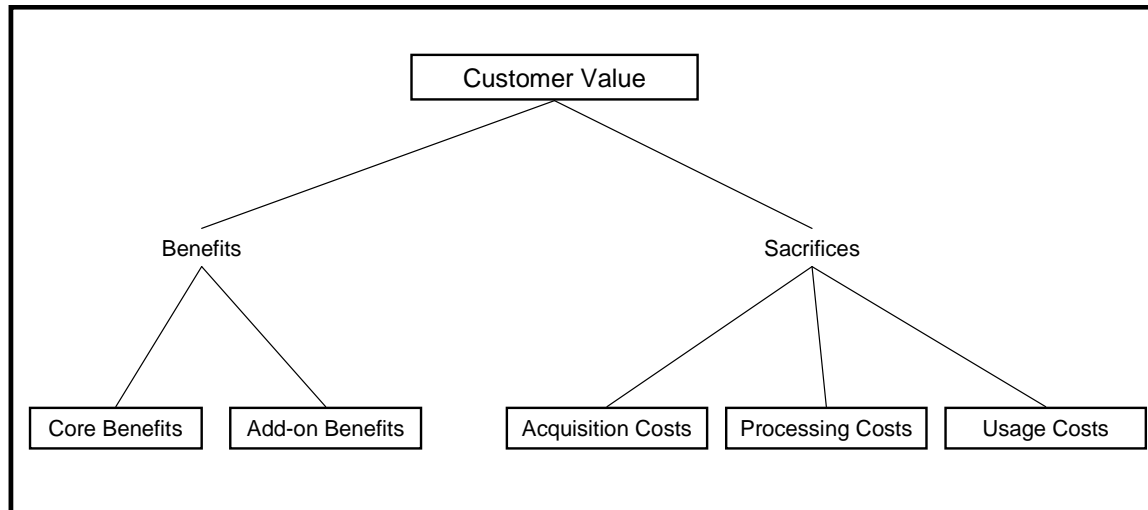 Customer Value
Benefits
Sacrifices
Core Benefits
Add-on Benefits
Acquisition Costs
Processing Costs
Usage Costs